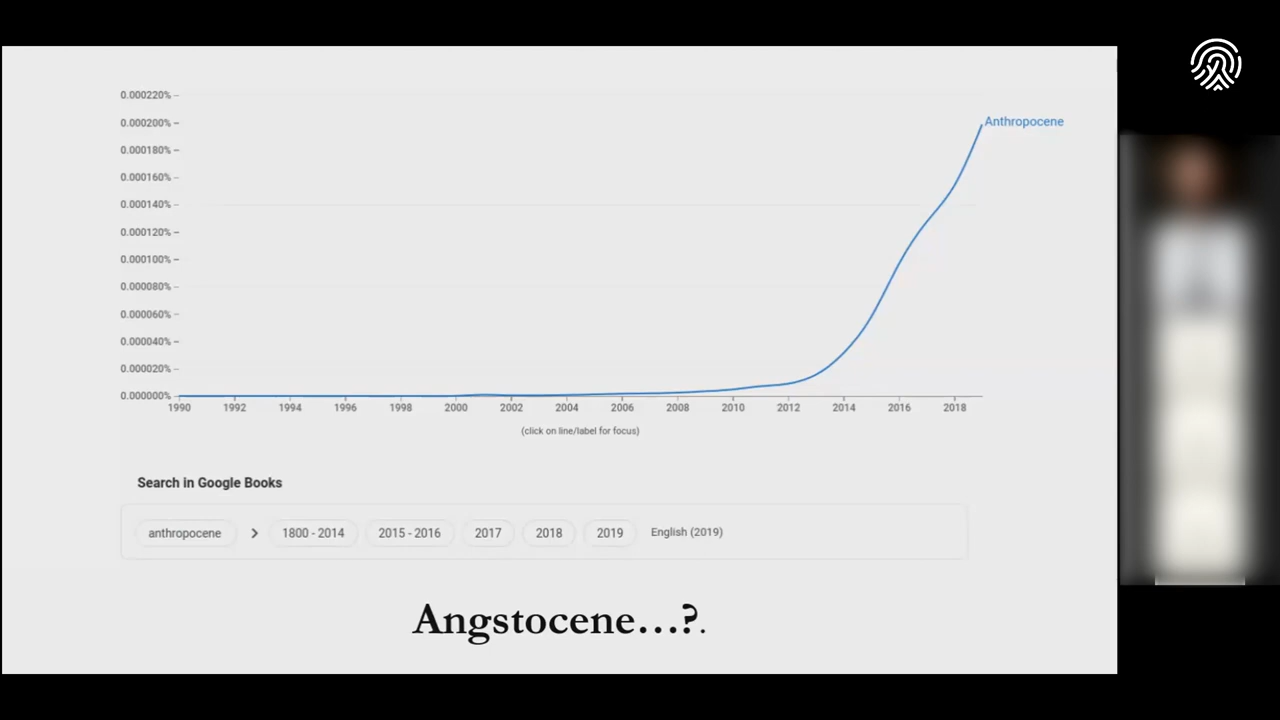 0.000220%
0.000200%
Anthropocene
0.000180%
0.000160%
0.000140%
0.000120%
0.000100%
0.000080%
0.000060%
0.000040%
0.000020%
0.000000%
1990 1992 1994 1996 1998 2000 2002 2004 2006 2008 2010 2012 2014 2016 2018
(click on line/label for focus)
Search in Google Books
anthropocene 1800 - 2014 2015 - 2016 2017 2018 2019 English (2019)
Angstocene…?.